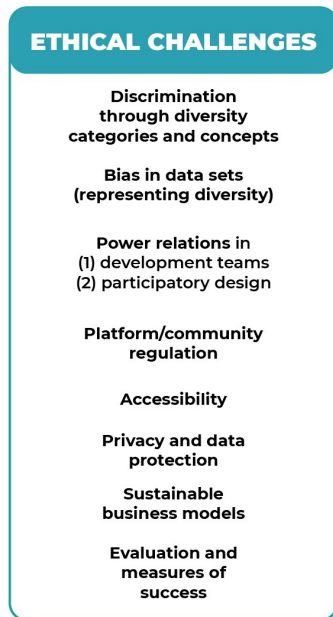 ETHICAL CHALLENGES
Discrimination
through diversity
categories and concepts
Bias in data sets
(representing diversity)
Power relations in
(1) development teams
(2) participatory design
Platform/community
regulation
Accessibility
Privacy and data
protection
Sustainable
business models
Evaluation and
measures of
success